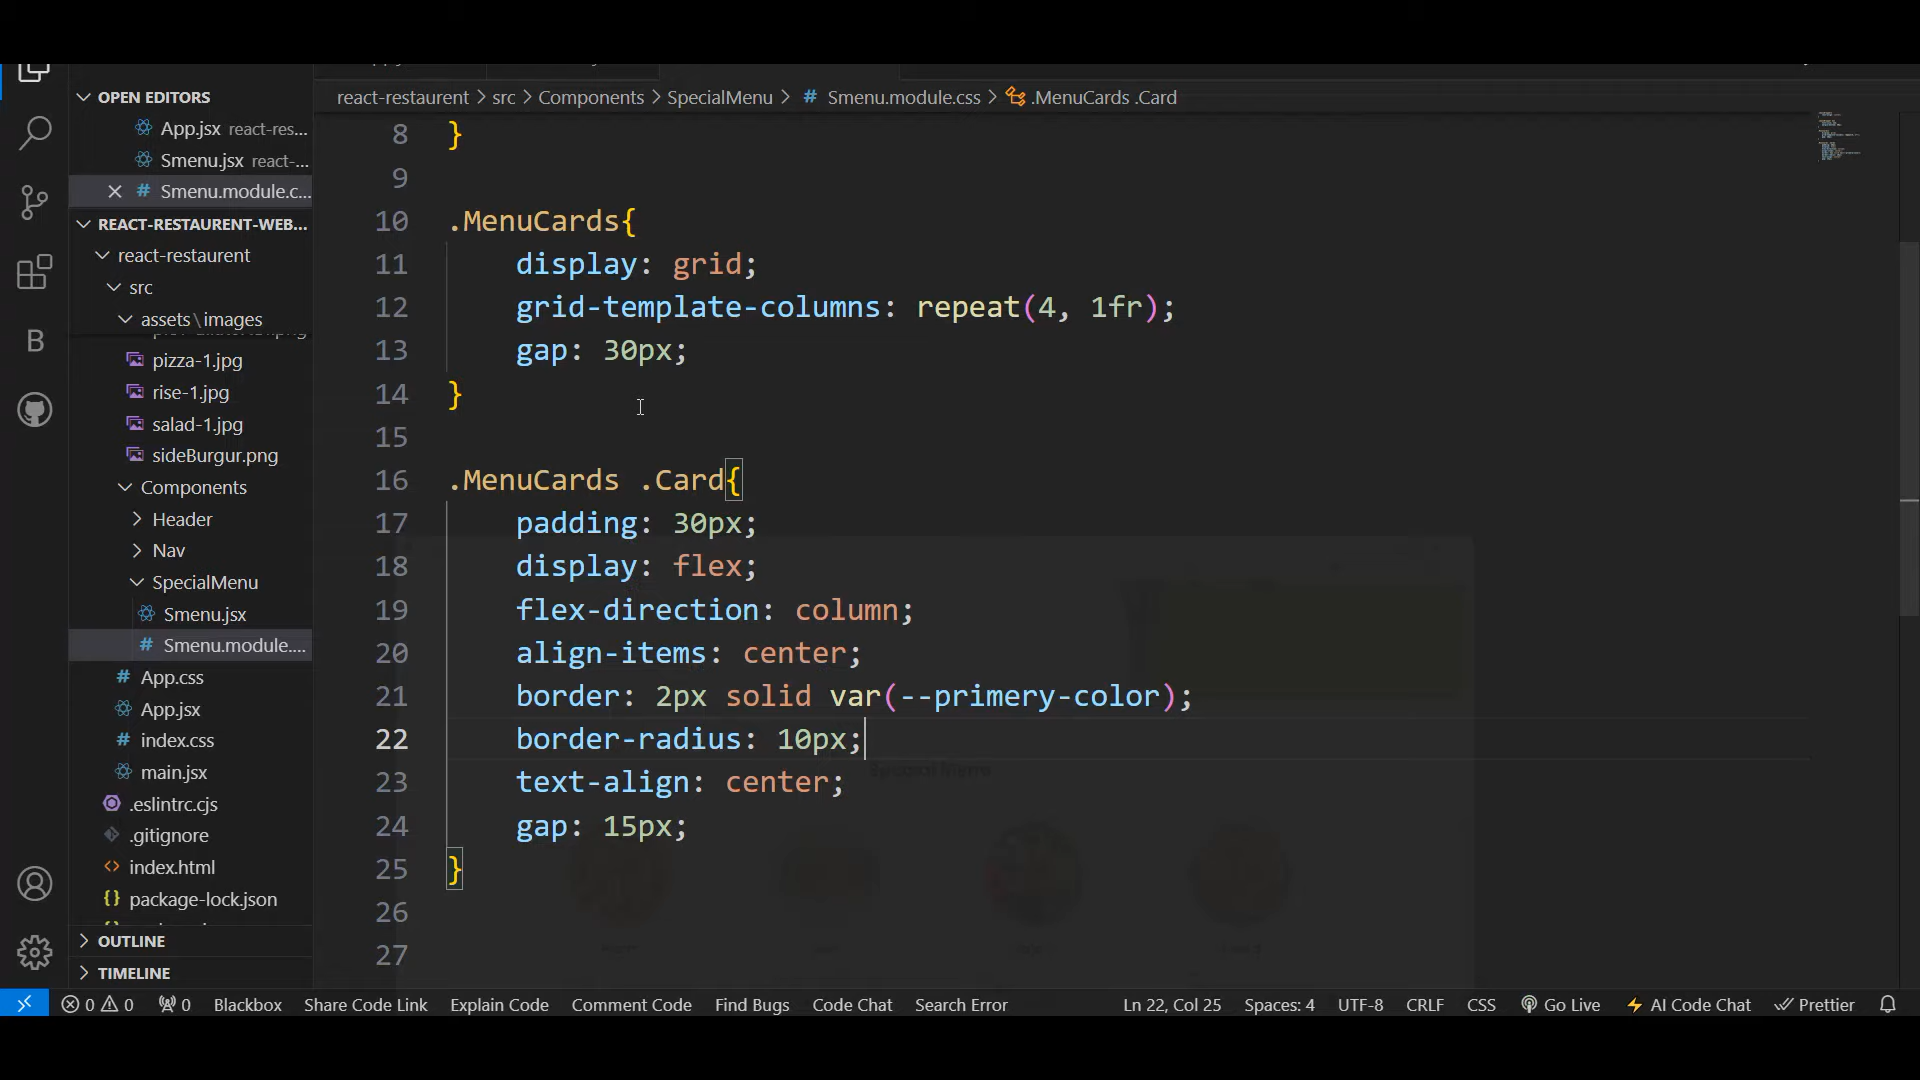 OPEN EDITORS
App.jsx react-res...
Smenu.jsx react-...
Smenu.module.c...
REACT-RESTAURENT-WEB...
react-restaurent
src
assets\images
pizza-1.jpg
rise-1.jpg
salad-1.jpg
sideBurgur.png
Components
Header
Nav
SpecialMenu
Smenu.jsx
Smenu.module....
App.css
App.jsx
index.css
main.jsx
.eslintrc.cjs
.gitignore
index.html
package-lock.json
OUTLINE
TIMELINE
react-restaurent > src > Components > SpecialMenu > # Smenu.module.css > .MenuCards .Card
8 }
9
10 .MenuCards{
11 display: grid;
12 grid-template-columns: repeat(4, 1fr);
13 gap: 30px;
14 }
15
16 .MenuCards .Card{
17 padding: 30px;
18 display: flex;
19 flex-direction: column;
20 align-items: center;
21 border: 2px solid var(--primery-color);
22 border-radius: 10px;
23 text-align: center;
24 gap: 15px;
25 }
26
27
Special Menu
0 0 0 Blackbox Share Code Link Explain Code Comment Code Find Bugs Code Chat Search Error Ln 22, Col 25 Spaces: 4 UTF-8 CRLF CSS Go Live AI Code Chat Prettier